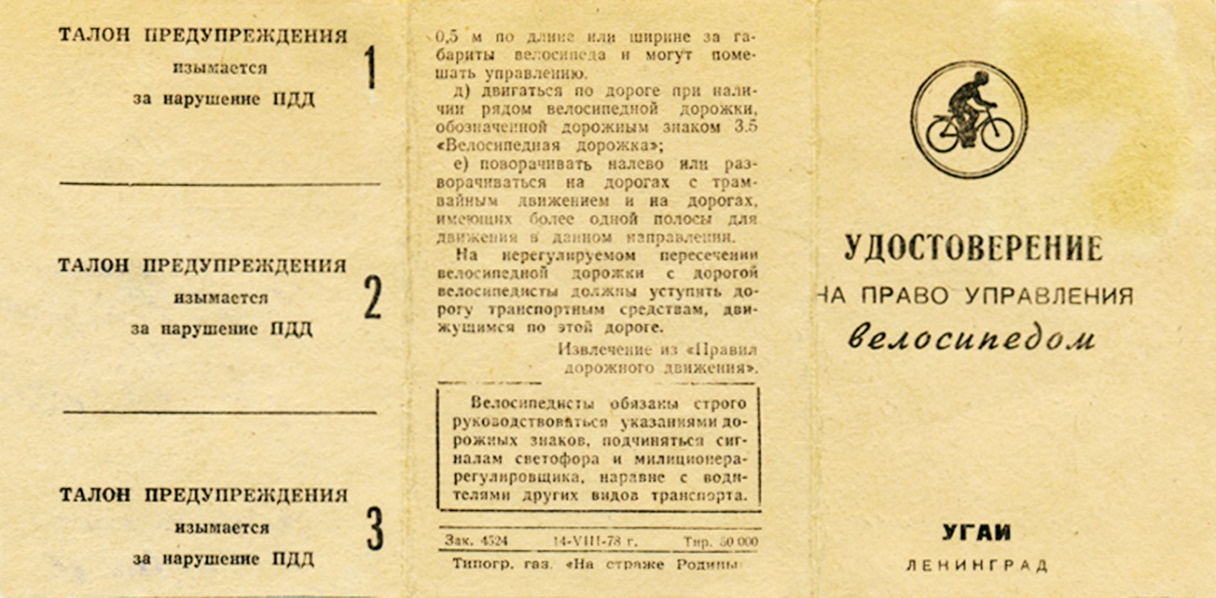 ТАЛОН ПРЕДУПРЕЖДЕНИЯ
изымается
за нарушение ПДД
1
ТАЛОН ПРЕДУПРЕЖДЕНИЯ
изымается
за нарушение ПДД
2
ТАЛОН ПРЕДУПРЕЖДЕНИЯ
изымается
за нарушение ПДД
3
0,5 м по длине или ширине за га-
бариты велосипеда и могут поме-
шать управлению.
д) двигаться по дороге при нали-
чии рядом велосипедной дорожки,
обозначенной дорожным знаком 3.5
«Велосипедная дорожка»;
е) поворачивать налево или раз-
ворачиваться на дорогах с трам-
вайным движением и на дорогах,
имеющих более одной полосы для
движения в данном направлении.
На нерегулируемом пересечении
велосипедной дорожки с дорогой
велосипедисты должны уступить до-
рогу транспортным средствам, дви-
жущимся по этой дороге.
Извлечение из «Правил
дорожного движения».
Велосипедисты обязаны строго
руководствоваться указаниями до-
рожных знаков, подчиняться сиг-
налам светофора и милиционера-
регулировщика, наравне с води-
телями других видов транспорта.
Зак. 4524 14-VIII-78 г. Тир. 50 000
Типогр. газ. «На страже Родины
УДОСТОВЕРЕНИЕ
НА ПРАВО УПРАВЛЕНИЯ
велосипедом
УГАИ
ЛЕНИНГРАД